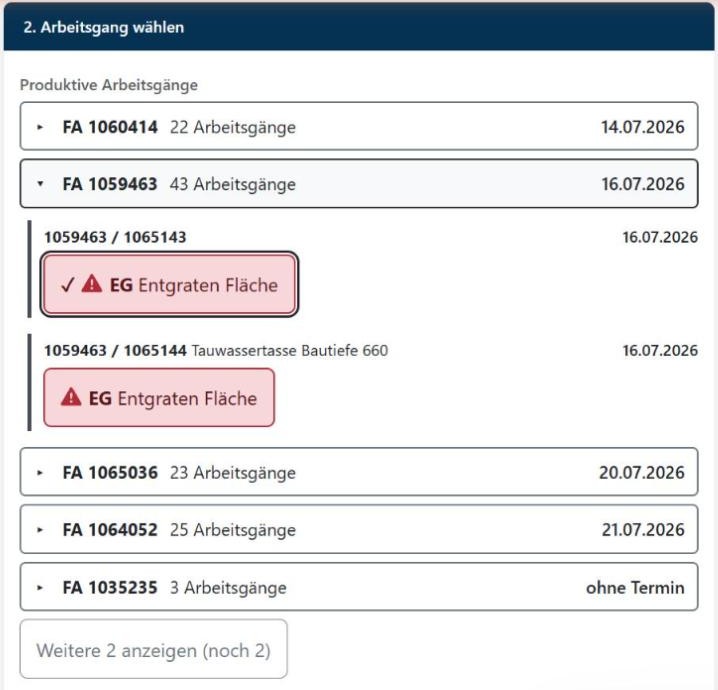 2. Arbeitsgang wählen
Produktive Arbeitsgänge
▸ FA 1060414 22 Arbeitsgänge 14.07.2026
▾ FA 1059463 43 Arbeitsgänge 16.07.2026
1059463 / 1065143 16.07.2026
✓ ⚠ EG Entgraten Fläche
1059463 / 1065144 Tauwassertasse Bautiefe 660 16.07.2026
⚠ EG Entgraten Fläche
▸ FA 1065036 23 Arbeitsgänge 20.07.2026
▸ FA 1064052 25 Arbeitsgänge 21.07.2026
▸ FA 1035235 3 Arbeitsgänge ohne Termin
Weitere 2 anzeigen (noch 2)